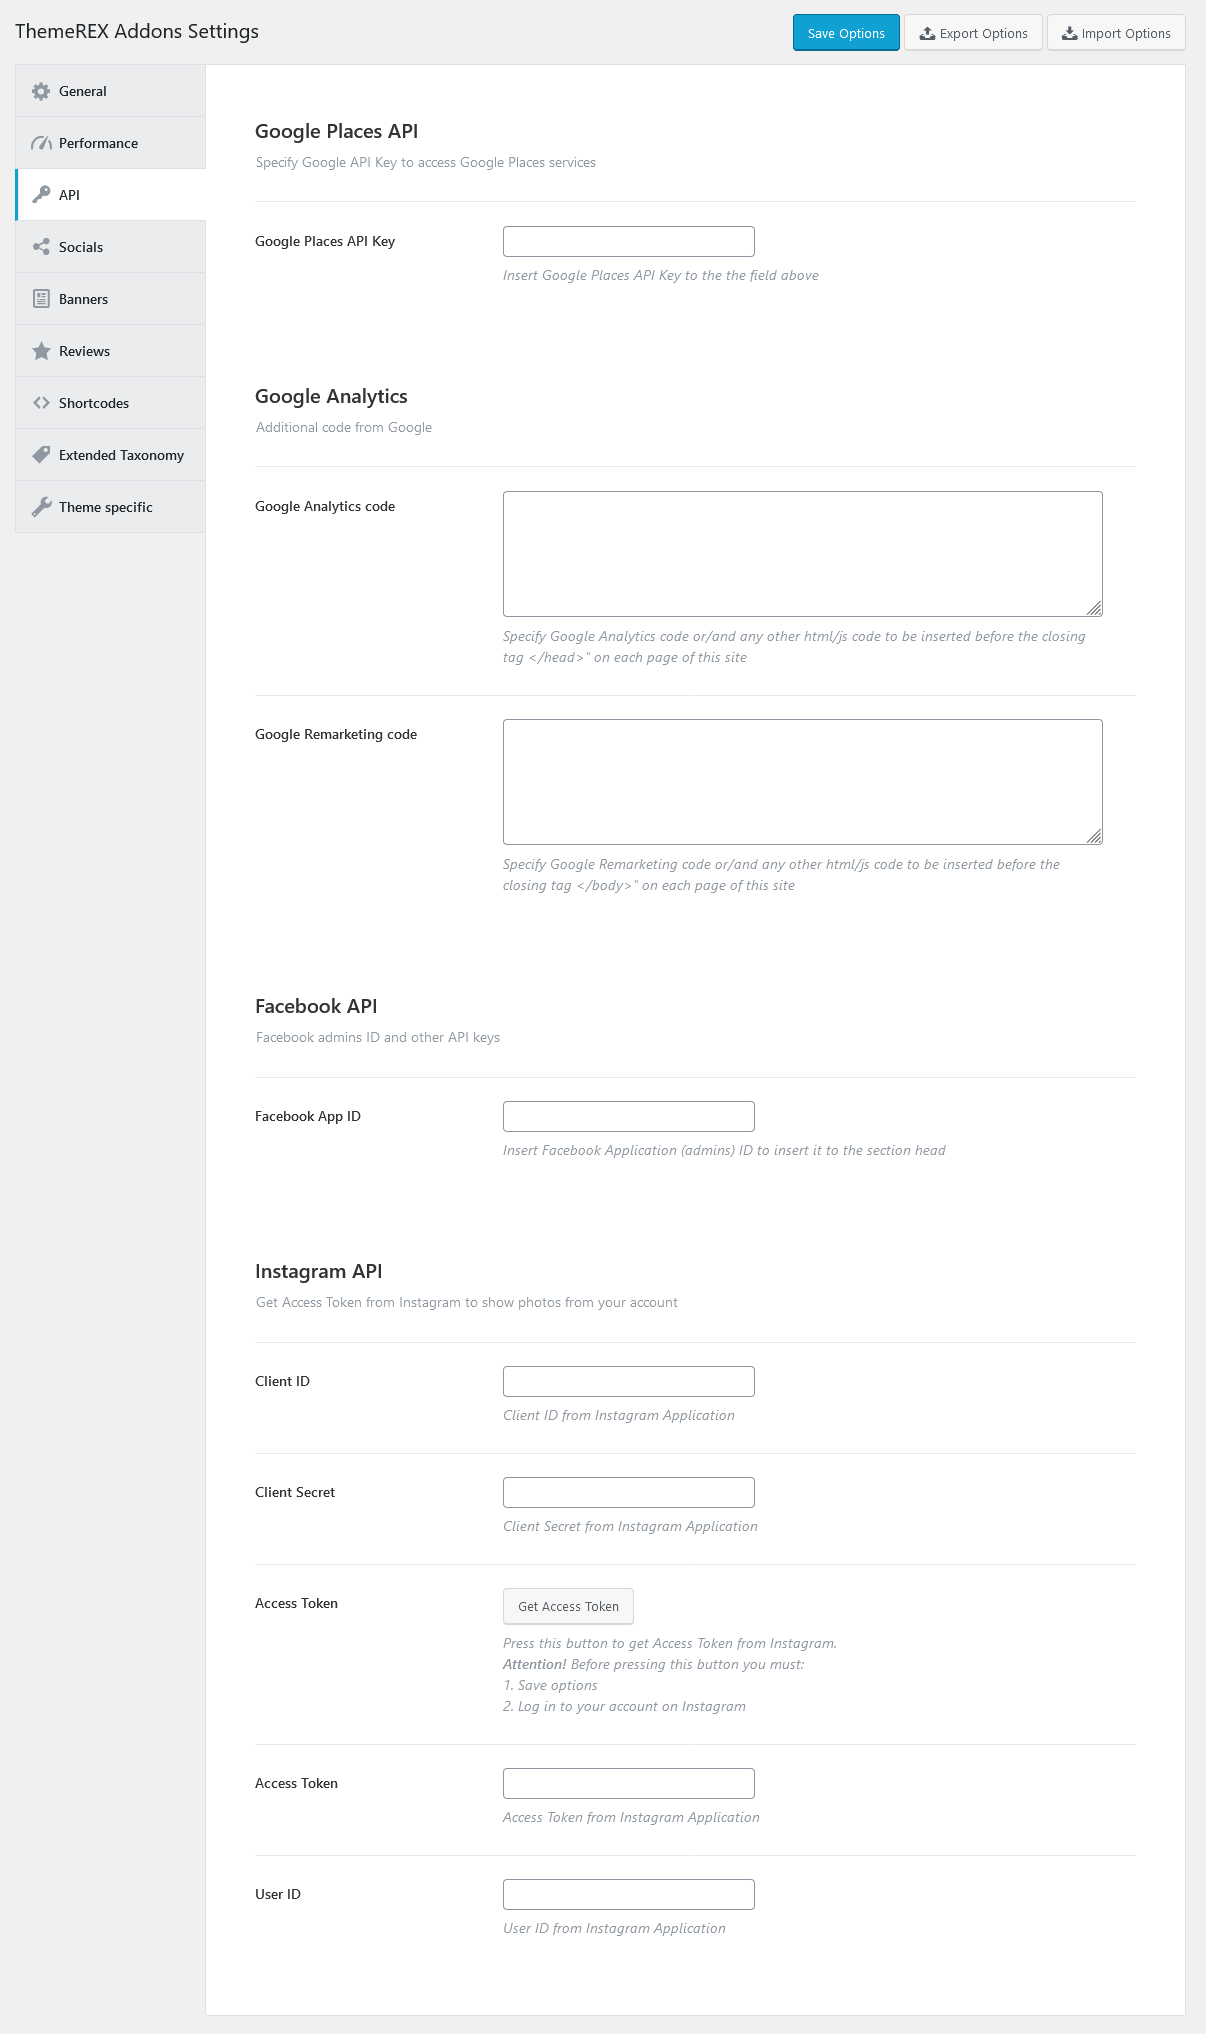 ThemeREX Addons Settings
Save Options
Export Options
Import Options
General
Performance
API
Socials
Banners
Reviews
Shortcodes
Extended Taxonomy
Theme specific
Google Places API
Specify Google API Key to access Google Places services
Google Places API Key
Insert Google Places API Key to the the field above
Google Analytics
Additional code from Google
Google Analytics code
Specify Google Analytics code or/and any other html/js code to be inserted before the closing
tag </head>" on each page of this site
Google Remarketing code
Specify Google Remarketing code or/and any other html/js code to be inserted before the
closing tag </body>" on each page of this site
Facebook API
Facebook admins ID and other API keys
Facebook App ID
Insert Facebook Application (admins) ID to insert it to the section head
Instagram API
Get Access Token from Instagram to show photos from your account
Client ID
Client ID from Instagram Application
Client Secret
Client Secret from Instagram Application
Access Token
Get Access Token
Press this button to get Access Token from Instagram.
Attention! Before pressing this button you must:
1. Save options
2. Log in to your account on Instagram
Access Token
Access Token from Instagram Application
User ID
User ID from Instagram Application